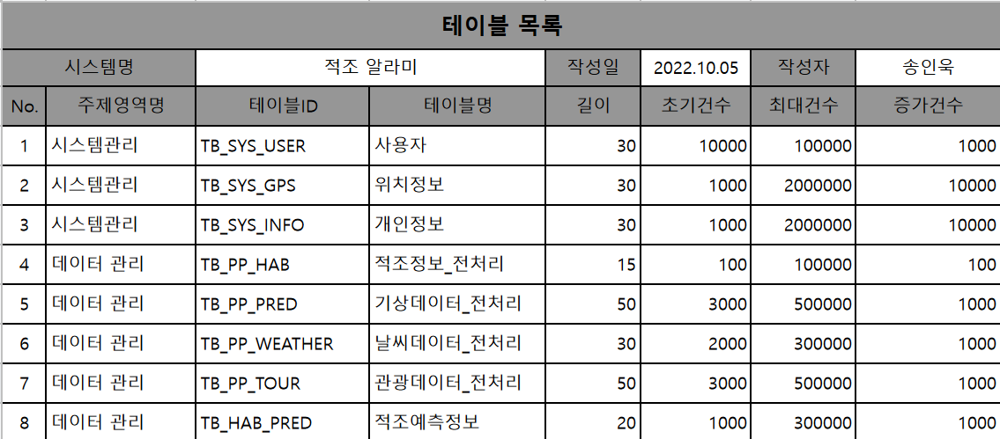 테이블 목록
시스템명 적조 알라미 작성일 2022.10.05 작성자 송인욱
No. 주제영역명 테이블ID 테이블명 길이 초기건수 최대건수 증가건수
1 시스템관리 TB_SYS_USER 사용자 30 10000 100000 1000
2 시스템관리 TB_SYS_GPS 위치정보 30 1000 2000000 10000
3 시스템관리 TB_SYS_INFO 개인정보 30 1000 2000000 10000
4 데이터 관리 TB_PP_HAB 적조정보_전처리 15 100 100000 100
5 데이터 관리 TB_PP_PRED 기상데이터_전처리 50 3000 500000 1000
6 데이터 관리 TB_PP_WEATHER 날씨데이터_전처리 30 2000 300000 1000
7 데이터 관리 TB_PP_TOUR 관광데이터_전처리 50 3000 500000 1000
8 데이터 관리 TB_HAB_PRED 적조예측정보 20 1000 300000 1000